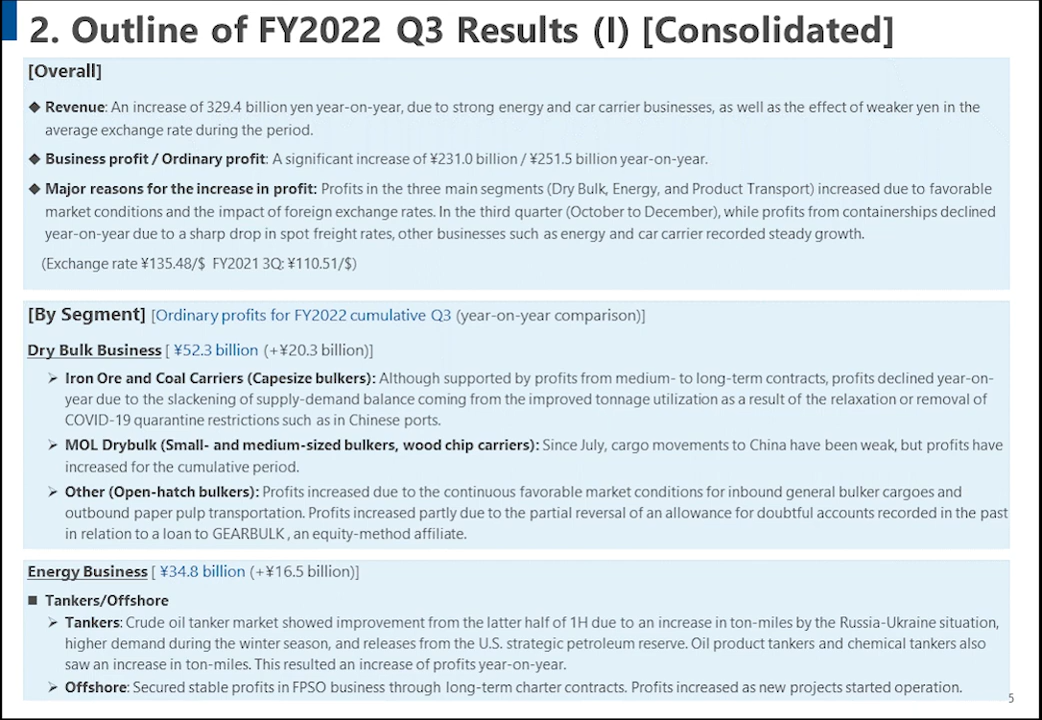 2. Outline of FY2022 Q3 Results (I) [Consolidated]
[Overall]
◆ Revenue: An increase of 329.4 billion yen year-on-year, due to strong energy and car carrier businesses, as well as the effect of weaker yen in the
average exchange rate during the period.
◆ Business profit / Ordinary profit: A significant increase of ¥231.0 billion / ¥251.5 billion year-on-year.
◆ Major reasons for the increase in profit: Profits in the three main segments (Dry Bulk, Energy, and Product Transport) increased due to favorable
market conditions and the impact of foreign exchange rates. In the third quarter (October to December), while profits from containerships declined
year-on-year due to a sharp drop in spot freight rates, other businesses such as energy and car carrier recorded steady growth.
(Exchange rate ¥135.48/$ FY2021 3Q: ¥110.51/$)
[By Segment] [Ordinary profits for FY2022 cumulative Q3 (year-on-year comparison)]
Dry Bulk Business [ ¥52.3 billion (+¥20.3 billion)]
➢ Iron Ore and Coal Carriers (Capesize bulkers): Although supported by profits from medium- to long-term contracts, profits declined year-on-
year due to the slackening of supply-demand balance coming from the improved tonnage utilization as a result of the relaxation or removal of
COVID-19 quarantine restrictions such as in Chinese ports.
➢ MOL Drybulk (Small- and medium-sized bulkers, wood chip carriers): Since July, cargo movements to China have been weak, but profits have
increased for the cumulative period.
➢ Other (Open-hatch bulkers): Profits increased due to the continuous favorable market conditions for inbound general bulker cargoes and
outbound paper pulp transportation. Profits increased partly due to the partial reversal of an allowance for doubtful accounts recorded in the past
in relation to a loan to GEARBULK, an equity-method affiliate.
Energy Business [ ¥34.8 billion (+¥16.5 billion)]
■ Tankers/Offshore
➢ Tankers: Crude oil tanker market showed improvement from the latter half of 1H due to an increase in ton-miles by the Russia-Ukraine situation,
higher demand during the winter season, and releases from the U.S. strategic petroleum reserve. Oil product tankers and chemical tankers also
saw an increase in ton-miles. This resulted an increase of profits year-on-year.
➢ Offshore: Secured stable profits in FPSO business through long-term charter contracts. Profits increased as new projects started operation.
5